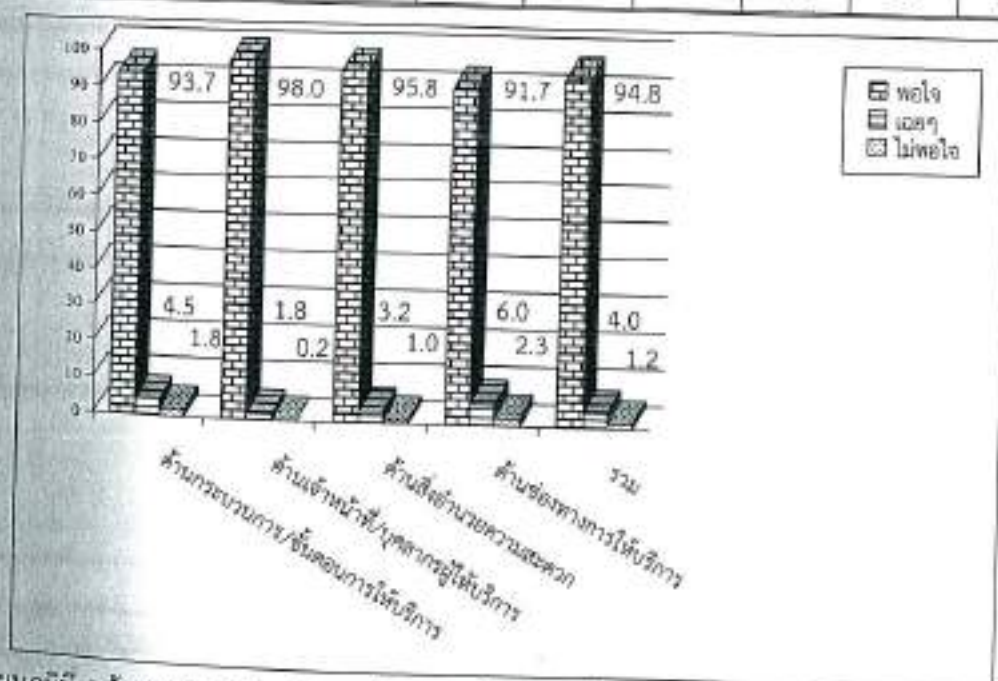 100
90
80
70
60
50
40
30
20
10
0
93.7 98.0 95.8 91.7 94.8
4.5 1.8 3.2 6.0 4.0
1.8 0.2 1.0 2.3 1.2
ด้านกระบวนการ/ขั้นตอนการให้บริการ
ด้านเจ้าหน้าที่/บุคลากรผู้ให้บริการ
ด้านสิ่งอำนวยความสะดวก
ด้านช่องทางการให้บริการ
รวม
พอใจ
เฉยๆ
ไม่พอใจ